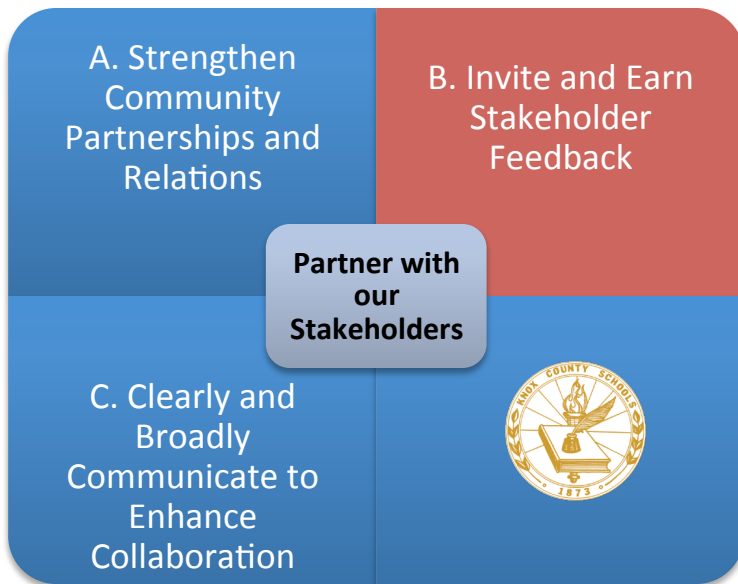 A. Strengthen
Community
Partnerships and
Relations
B. Invite and Earn
Stakeholder
Feedback
Partner with
our
Stakeholders
C. Clearly and
Broadly
Communicate to
Enhance
Collaboration
KNOX COUNTY SCHOOLS
1873